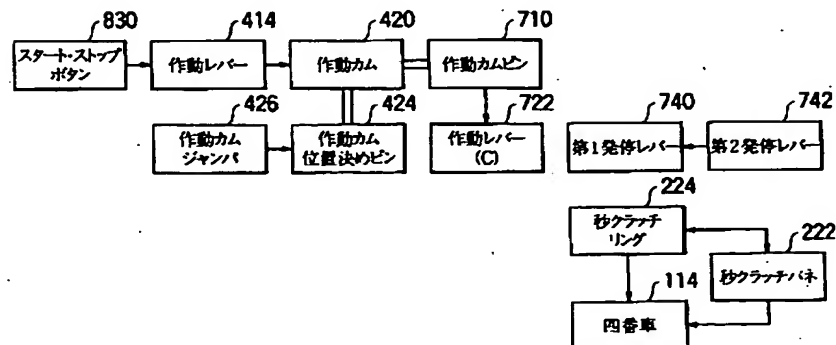 830
414
420
710
スタート・ストップ
ボタン
作動レバー
作動カム
作動カムピン
426
424
722
740
742
作動カム
ジャンパ
作動カム
位置決めピン
作動レバー
(C)
第1発停レバー
第2発停レバー
224
秒クラッチ
リング
222
秒クラッチバネ
114
四番車